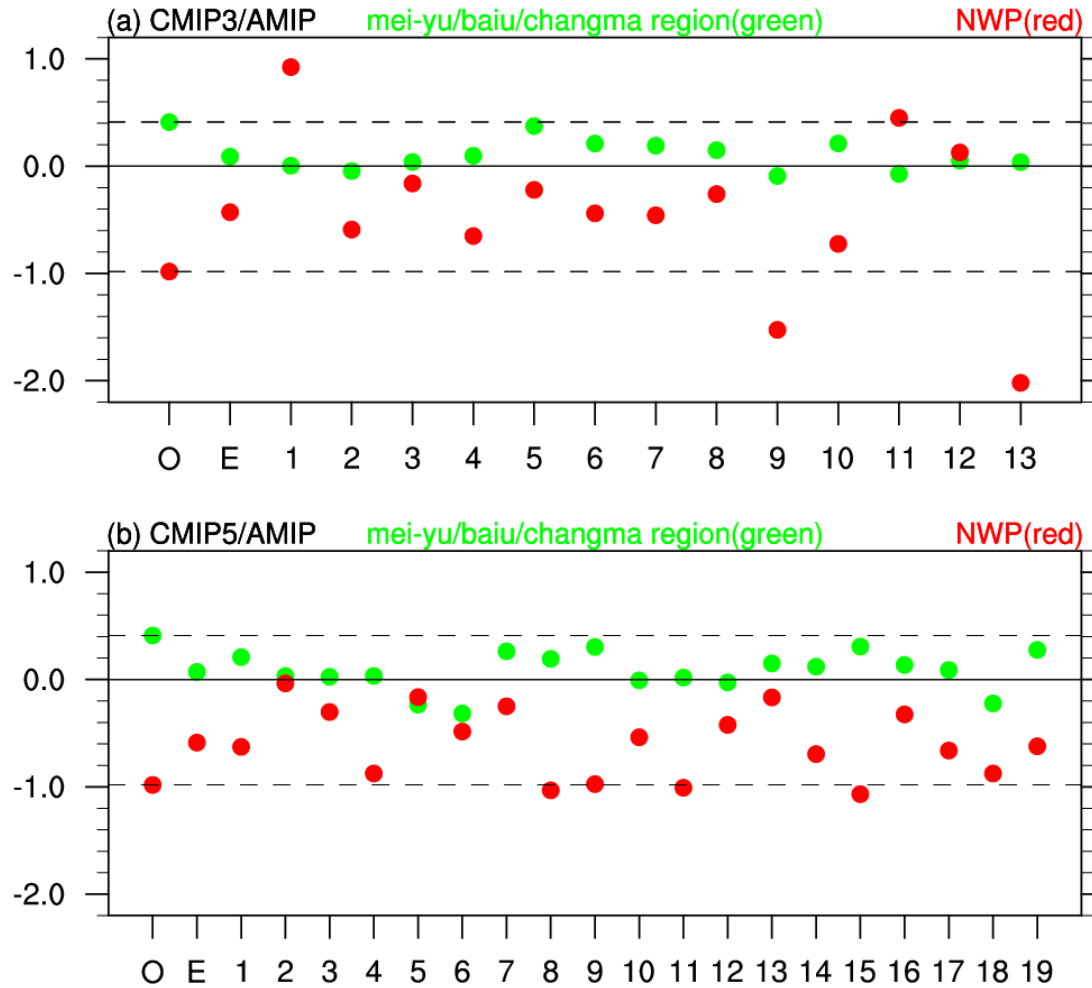 (a) CMIP3/AMIP mei-yu/baiu/changma region(green) NWP(red)
1.0
0.0
-1.0
-2.0
O E 1 2 3 4 5 6 7 8 9 10 11 12 13
(b) CMIP5/AMIP mei-yu/baiu/changma region(green) NWP(red)
1.0
0.0
-1.0
-2.0
O E 1 2 3 4 5 6 7 8 9 10 11 12 13 14 15 16 17 18 19